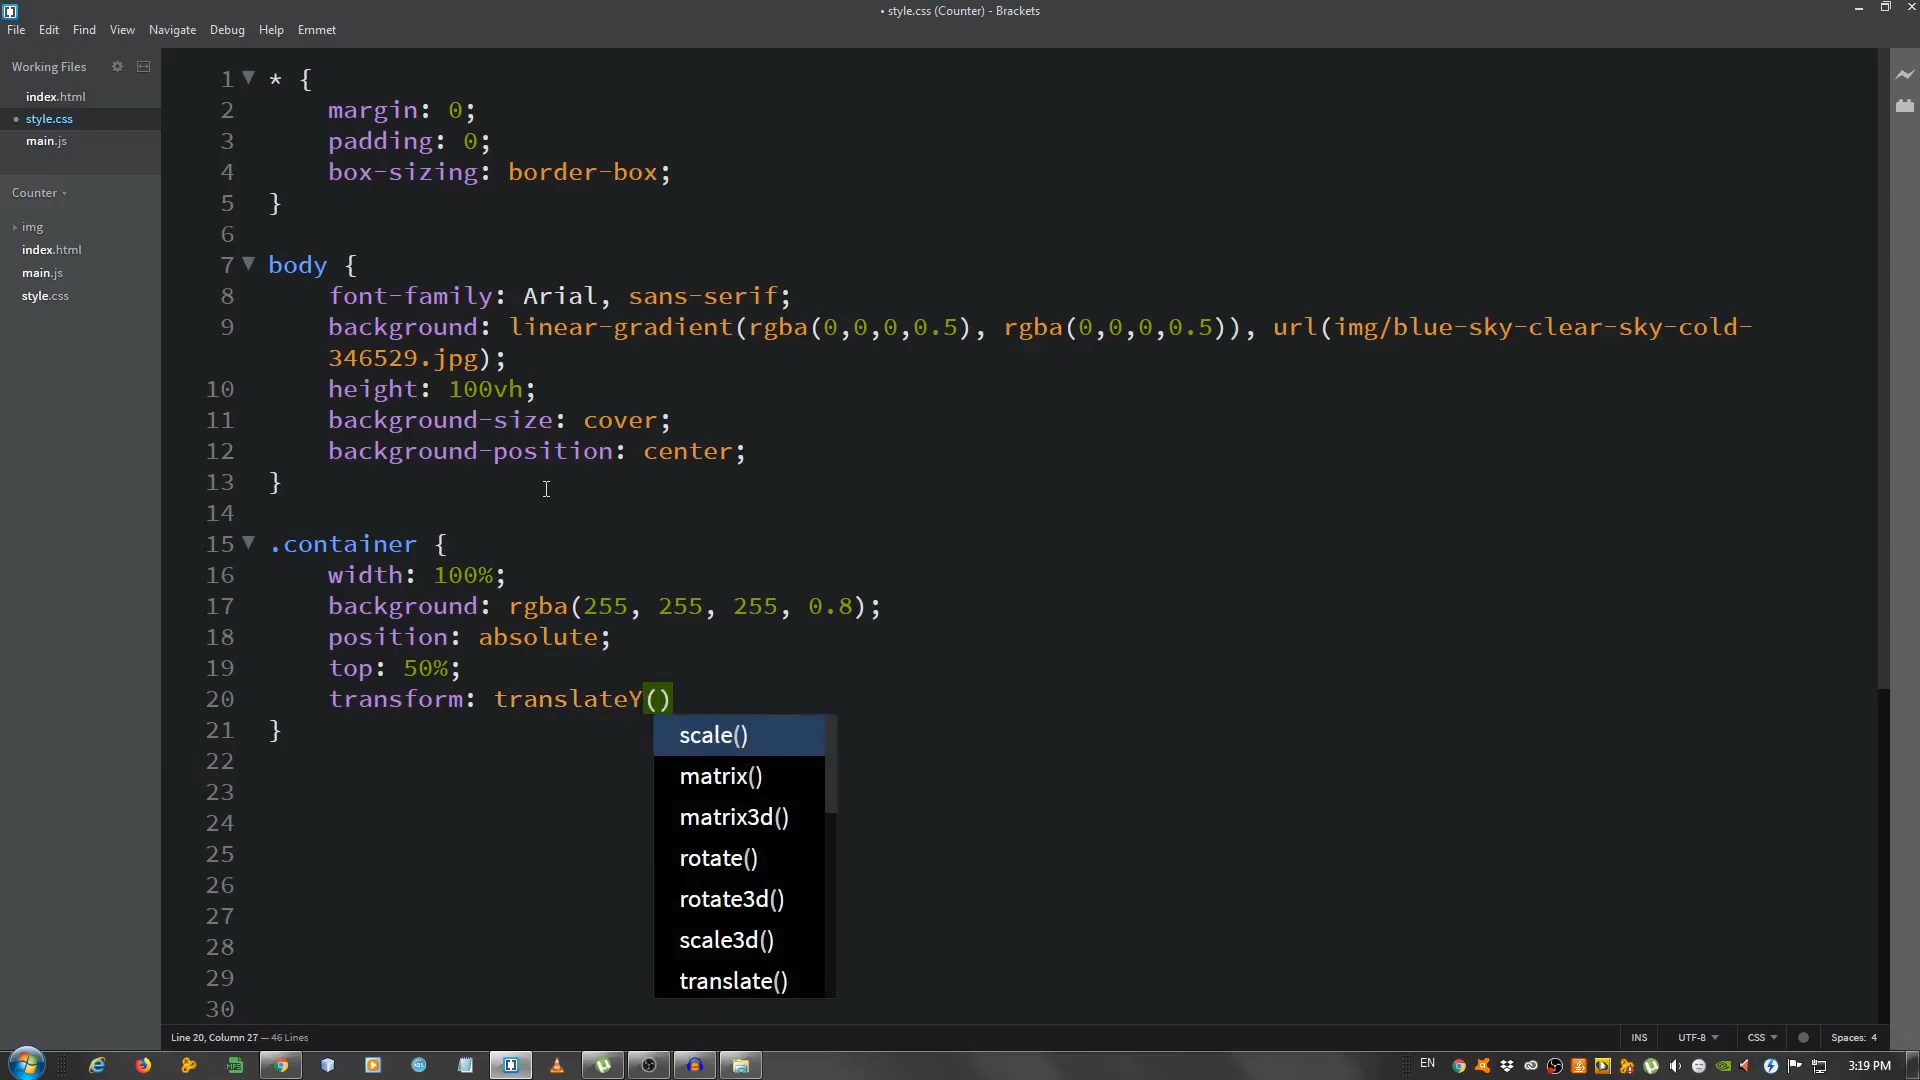 • style.css (Counter) - Brackets
File Edit Find View Navigate Debug Help Emmet
Working Files
index.html
• style.css
main.js
Counter
img
index.html
main.js
style.css
1 * {
2 margin: 0;
3 padding: 0;
4 box-sizing: border-box;
5 }
6
7 body {
8 font-family: Arial, sans-serif;
9 background: linear-gradient(rgba(0,0,0,0.5), rgba(0,0,0,0.5)), url(img/blue-sky-clear-sky-cold-
346529.jpg);
10 height: 100vh;
11 background-size: cover;
12 background-position: center;
13 }
14
15 .container {
16 width: 100%;
17 background: rgba(255, 255, 255, 0.8);
18 position: absolute;
19 top: 50%;
20 transform: translateY()
21 }
22
23
24
25
26
27
28
29
30
scale()
matrix()
matrix3d()
rotate()
rotate3d()
scale3d()
translate()
Line 20, Column 27 — 46 Lines
INS UTF-8 CSS Spaces: 4
EN 3:19 PM